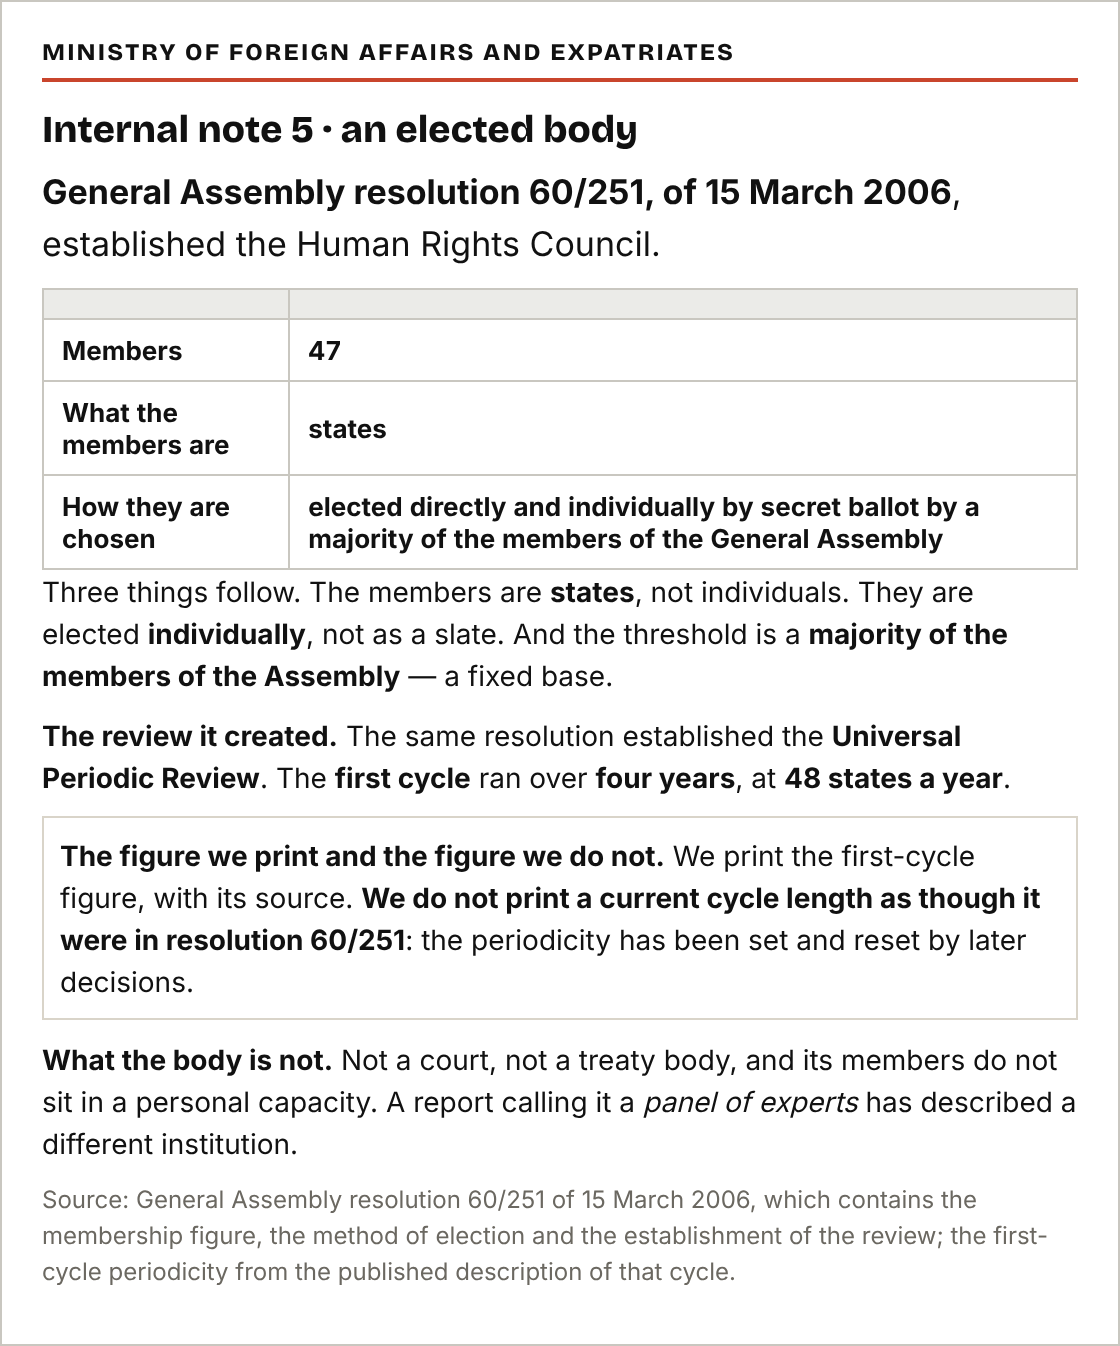 MINISTRY OF FOREIGN AFFAIRS AND EXPATRIATES
Internal note 5 · an elected body
General Assembly resolution 60/251, of 15 March 2006,
established the Human Rights Council.
Members 47
What the
members are
states
How they are
chosen
elected directly and individually by secret ballot by a
majority of the members of the General Assembly
Three things follow. The members are states, not individuals. They are
elected individually, not as a slate. And the threshold is a majority of the
members of the Assembly — a fixed base.
The review it created. The same resolution established the Universal
Periodic Review. The first cycle ran over four years, at 48 states a year.
The figure we print and the figure we do not. We print the first-cycle
figure, with its source. We do not print a current cycle length as though it
were in resolution 60/251: the periodicity has been set and reset by later
decisions.
What the body is not. Not a court, not a treaty body, and its members do not
sit in a personal capacity. A report calling it a panel of experts has described a
different institution.
Source: General Assembly resolution 60/251 of 15 March 2006, which contains the
membership figure, the method of election and the establishment of the review; the first-
cycle periodicity from the published description of that cycle.